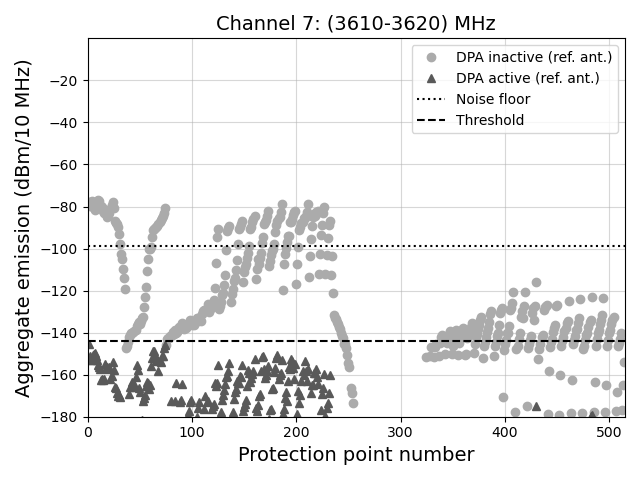 Channel 7: (3610-3620) MHz
DPA inactive (ref. ant.)
DPA active (ref. ant.)
Noise floor
Threshold
Aggregate emission (dBm/10 MHz)
−20
−40
−60
−80
−100
−120
−140
−160
−180
0
100
200
300
400
500
Protection point number